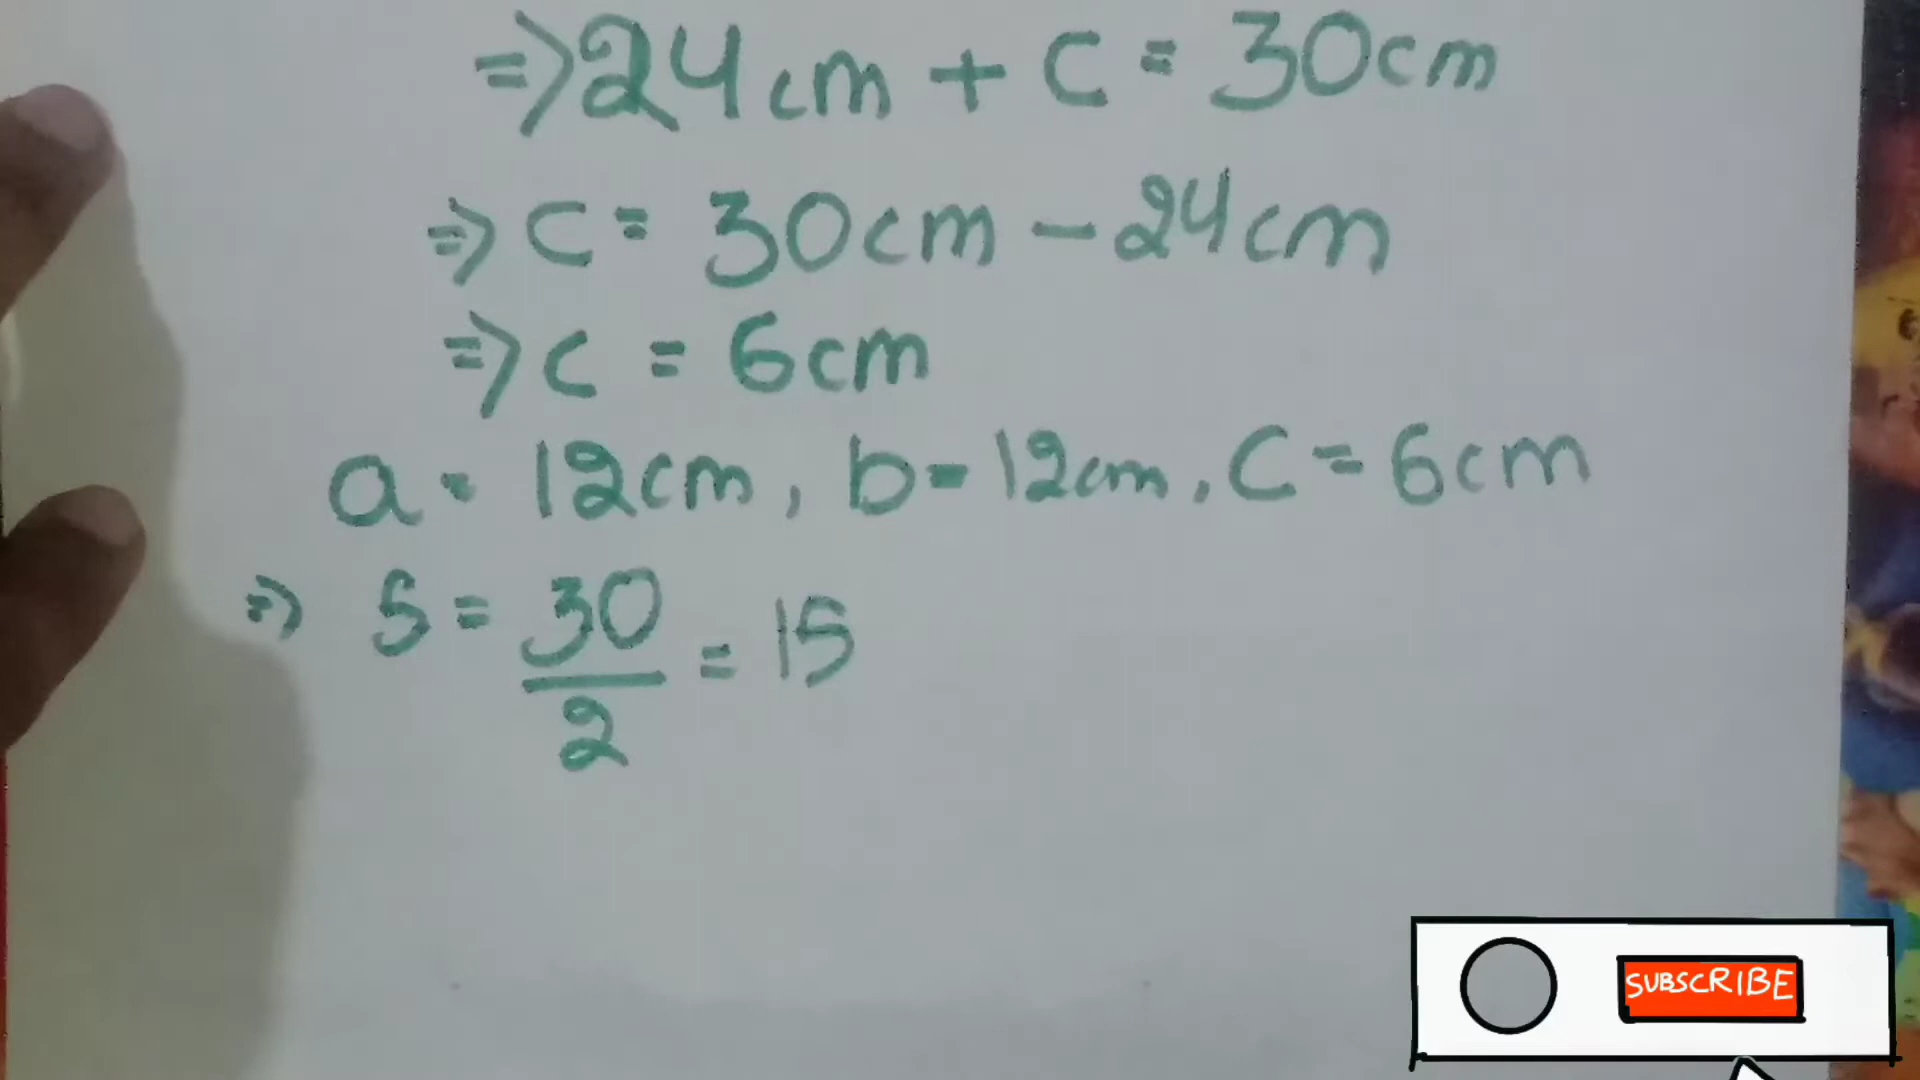 ⇒ 24cm + C = 30cm
⇒ C = 30cm - 24cm
⇒ C = 6cm
a = 12cm, b = 12cm, C = 6cm
⇒ S = 30/2 = 15
SUBSCRIBE